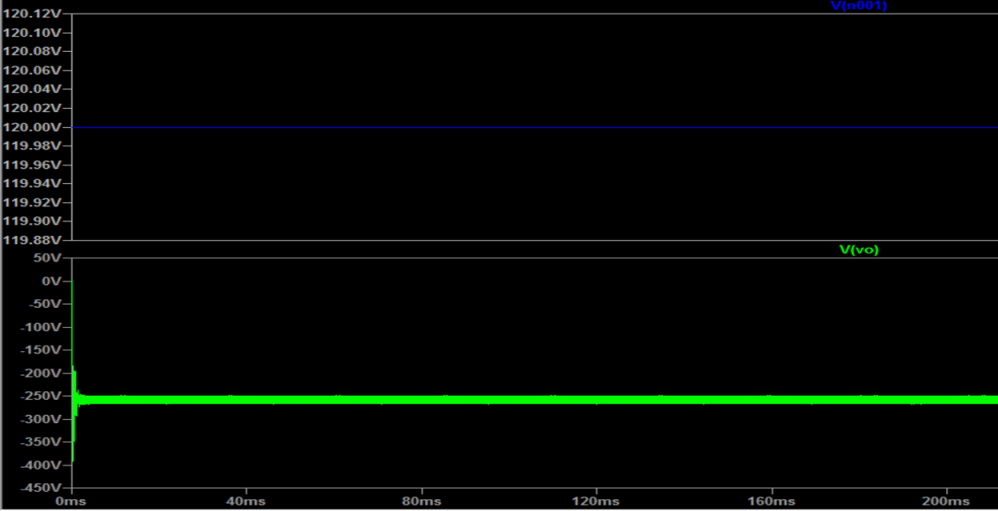 V(n001)
120.12V
120.10V
120.08V
120.06V
120.04V
120.02V
120.00V
119.98V
119.96V
119.94V
119.92V
119.90V
119.88V
V(vo)
50V
0V
-50V
-100V
-150V
-200V
-250V
-300V
-350V
-400V
-450V
0ms 40ms 80ms 120ms 160ms 200ms